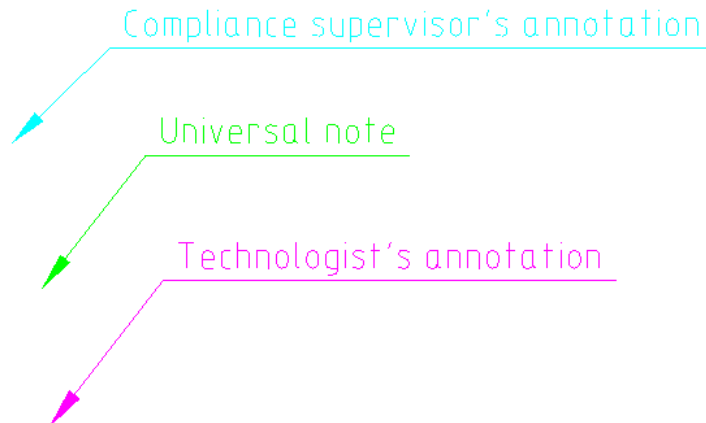 Compliance supervisor's annotation
Universal note
Technologist's annotation